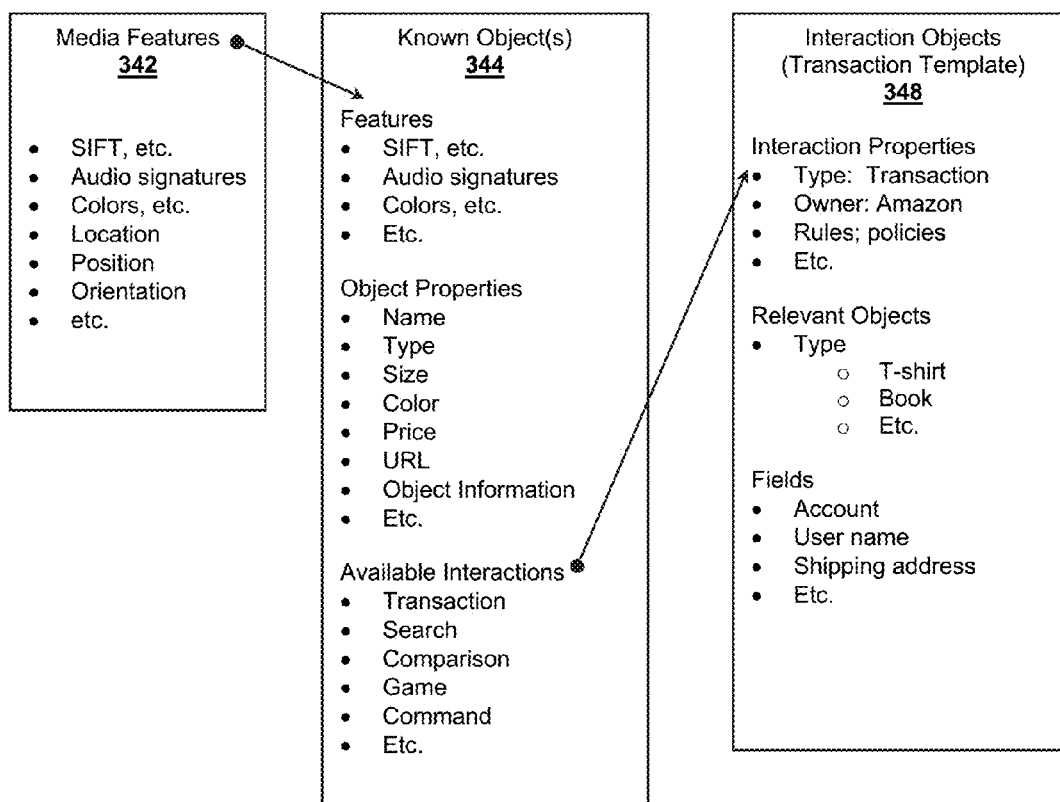 Media Features
342
• SIFT, etc.
• Audio signatures
• Colors, etc.
• Location
• Position
• Orientation
• etc.
Known Object(s)
344
Features
• SIFT, etc.
• Audio signatures
• Colors, etc.
• Etc.
Object Properties
• Name
• Type
• Size
• Color
• Price
• URL
• Object Information
• Etc.
Available Interactions
• Transaction
• Search
• Comparison
• Game
• Command
• Etc.
Interaction Objects
(Transaction Template)
348
Interaction Properties
• Type: Transaction
• Owner: Amazon
• Rules; policies
• Etc.
Relevant Objects
• Type
○ T-shirt
○ Book
○ Etc.
Fields
• Account
• User name
• Shipping address
• Etc.